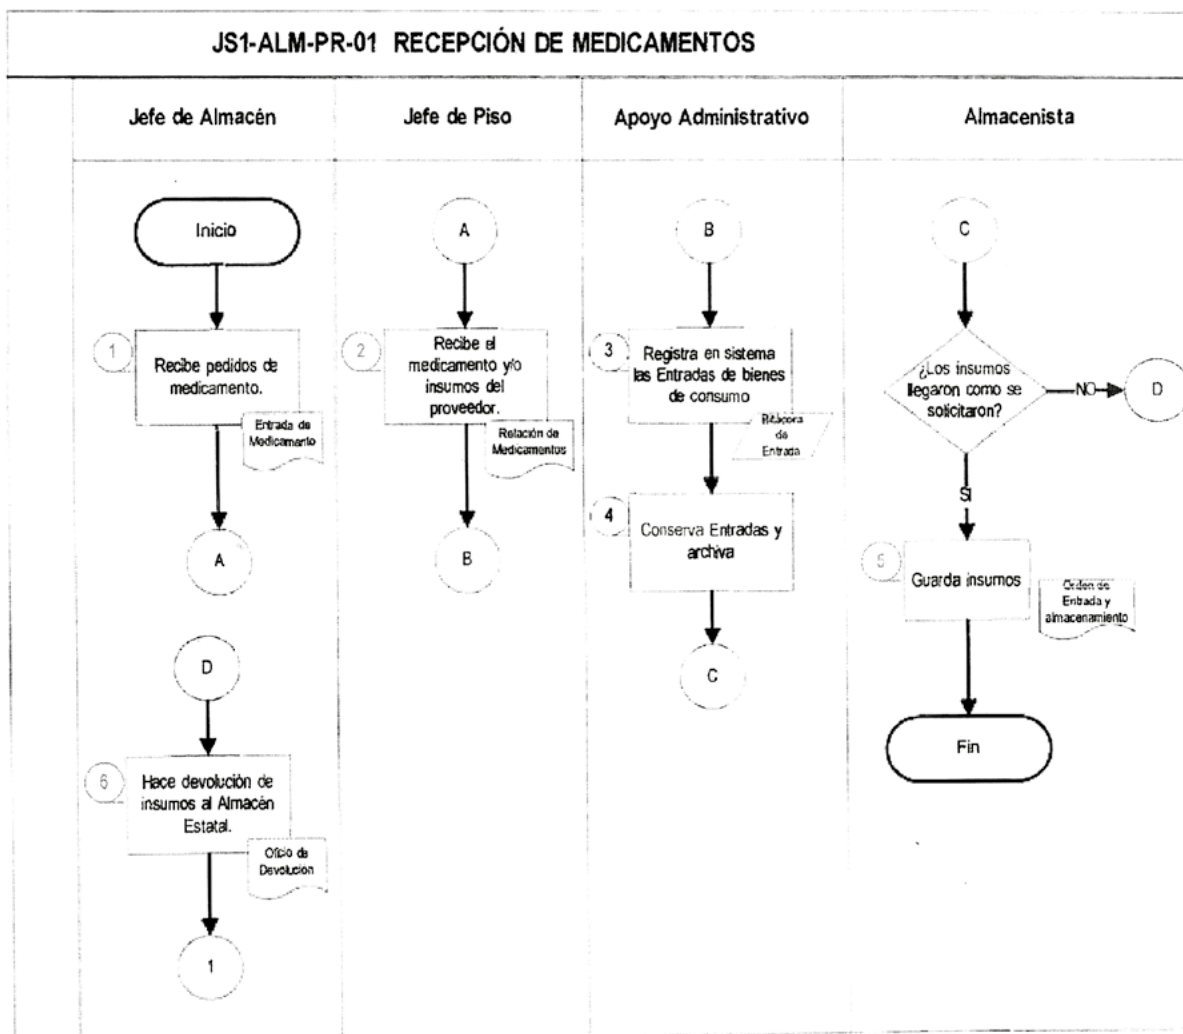 JS1-ALM-PR-01 RECEPCIÓN DE MEDICAMENTOS
Jefe de Almacén
Jefe de Piso
Apoyo Administrativo
Almacenista
Inicio
1
Recibe pedidos de
medicamento.
Entrada de
Medicamento
A
D
6
Hace devolución de
insumos al Almacén
Estatal.
Oficio de
Devolución
1
A
2
Recibe el
medicamento y/o
insumos del
proveedor.
Relación de
Medicamentos
B
B
3
Registra en sistema
las Entradas de bienes
de consumo
Bitácora
de
Entrada
4
Conserva Entradas y
archiva
C
C
¿Los insumos
llegaron como se
solicitaron?
NO
D
SI
5
Guarda insumos
Orden de
Entrada y
almacenamiento
Fin